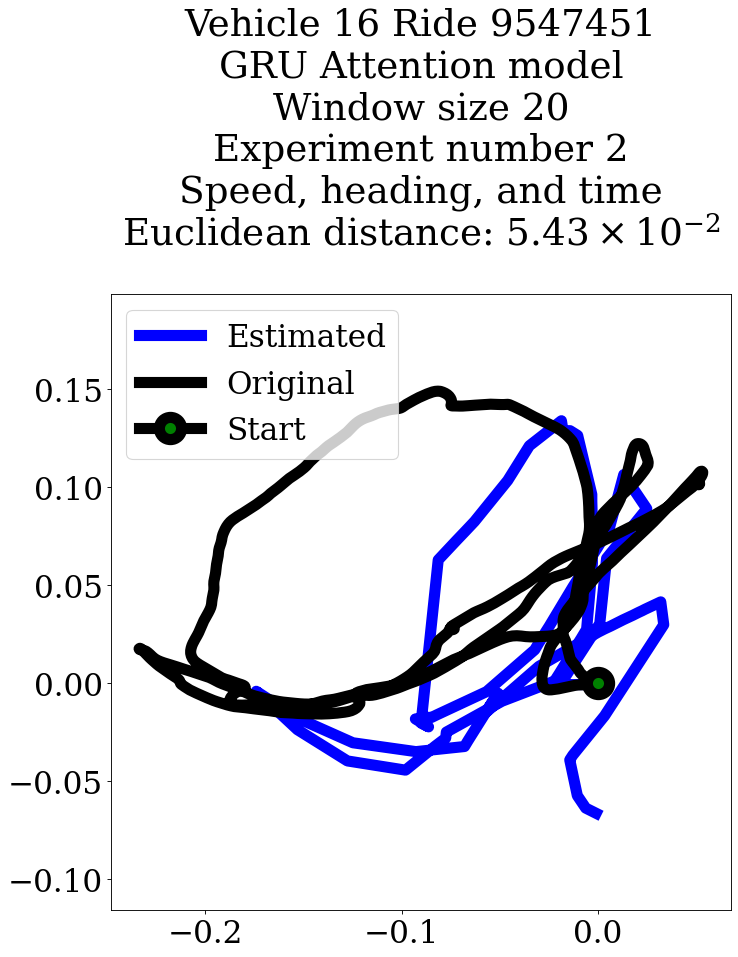 Vehicle 16 Ride 9547451
GRU Attention model
Window size 20
Experiment number 2
Speed, heading, and time
Euclidean distance: 5.43 × 10⁻²
Estimated
Original
Start
0.15
0.10
0.05
0.00
−0.05
−0.10
−0.2
−0.1
0.0